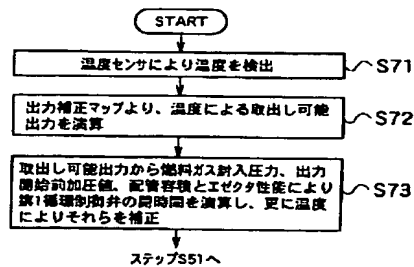 START
温度センサにより温度を検出
S71
出力補正マップより、温度による取出し可能
出力を演算
S72
取出し可能出力から燃料ガス封入圧力、出力
開始前加圧値、配管容積とエゼクタ性能により
第1循環制御弁の開時間を演算し、更に温度
によりそれらを補正
S73
ステップS51へ